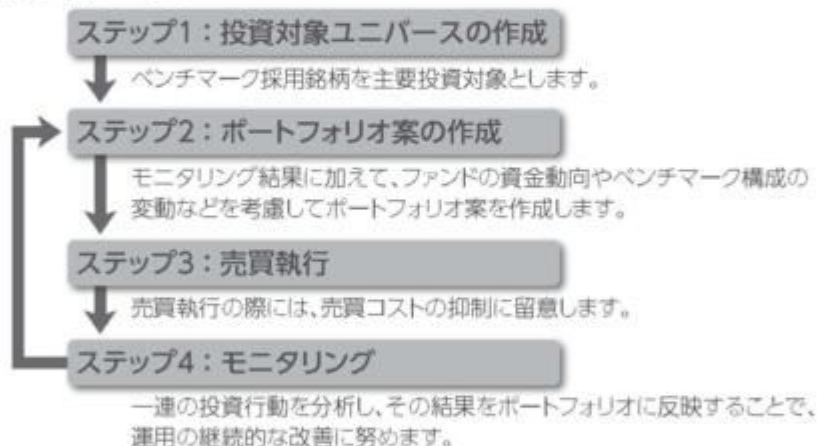 ステップ1：投資対象ユニバースの作成
ベンチマーク採用銘柄を主要投資対象とします。
ステップ2：ポートフォリオ案の作成
モニタリング結果に加えて、ファンドの資金動向やベンチマーク構成の
変動などを考慮してポートフォリオ案を作成します。
ステップ3：売買執行
売買執行の際には、売買コストの抑制に留意します。
ステップ4：モニタリング
一連の投資行動を分析し、その結果をポートフォリオに反映することで、
運用の継続的な改善に努めます。